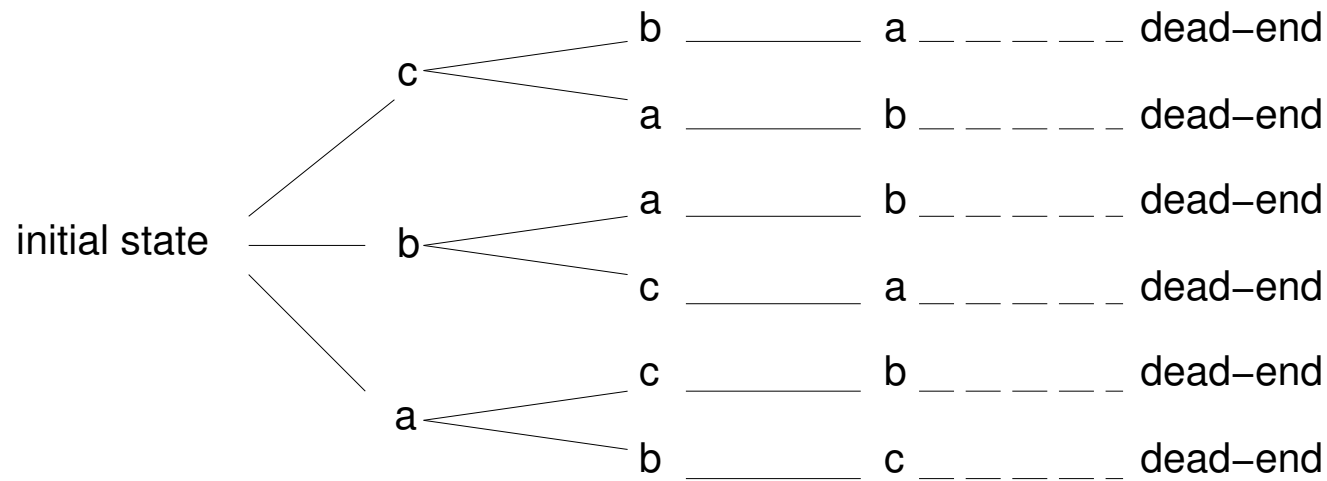 b a dead–end
c
a b dead–end
a b dead–end
initial state b
c a dead–end
c b dead–end
a
b c dead–end